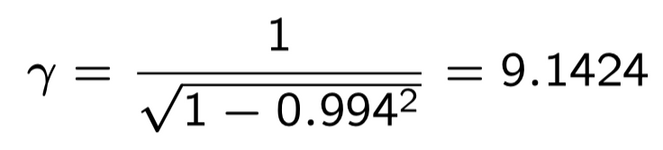 γ = 1 / √(1 − 0.994²) = 9.1424